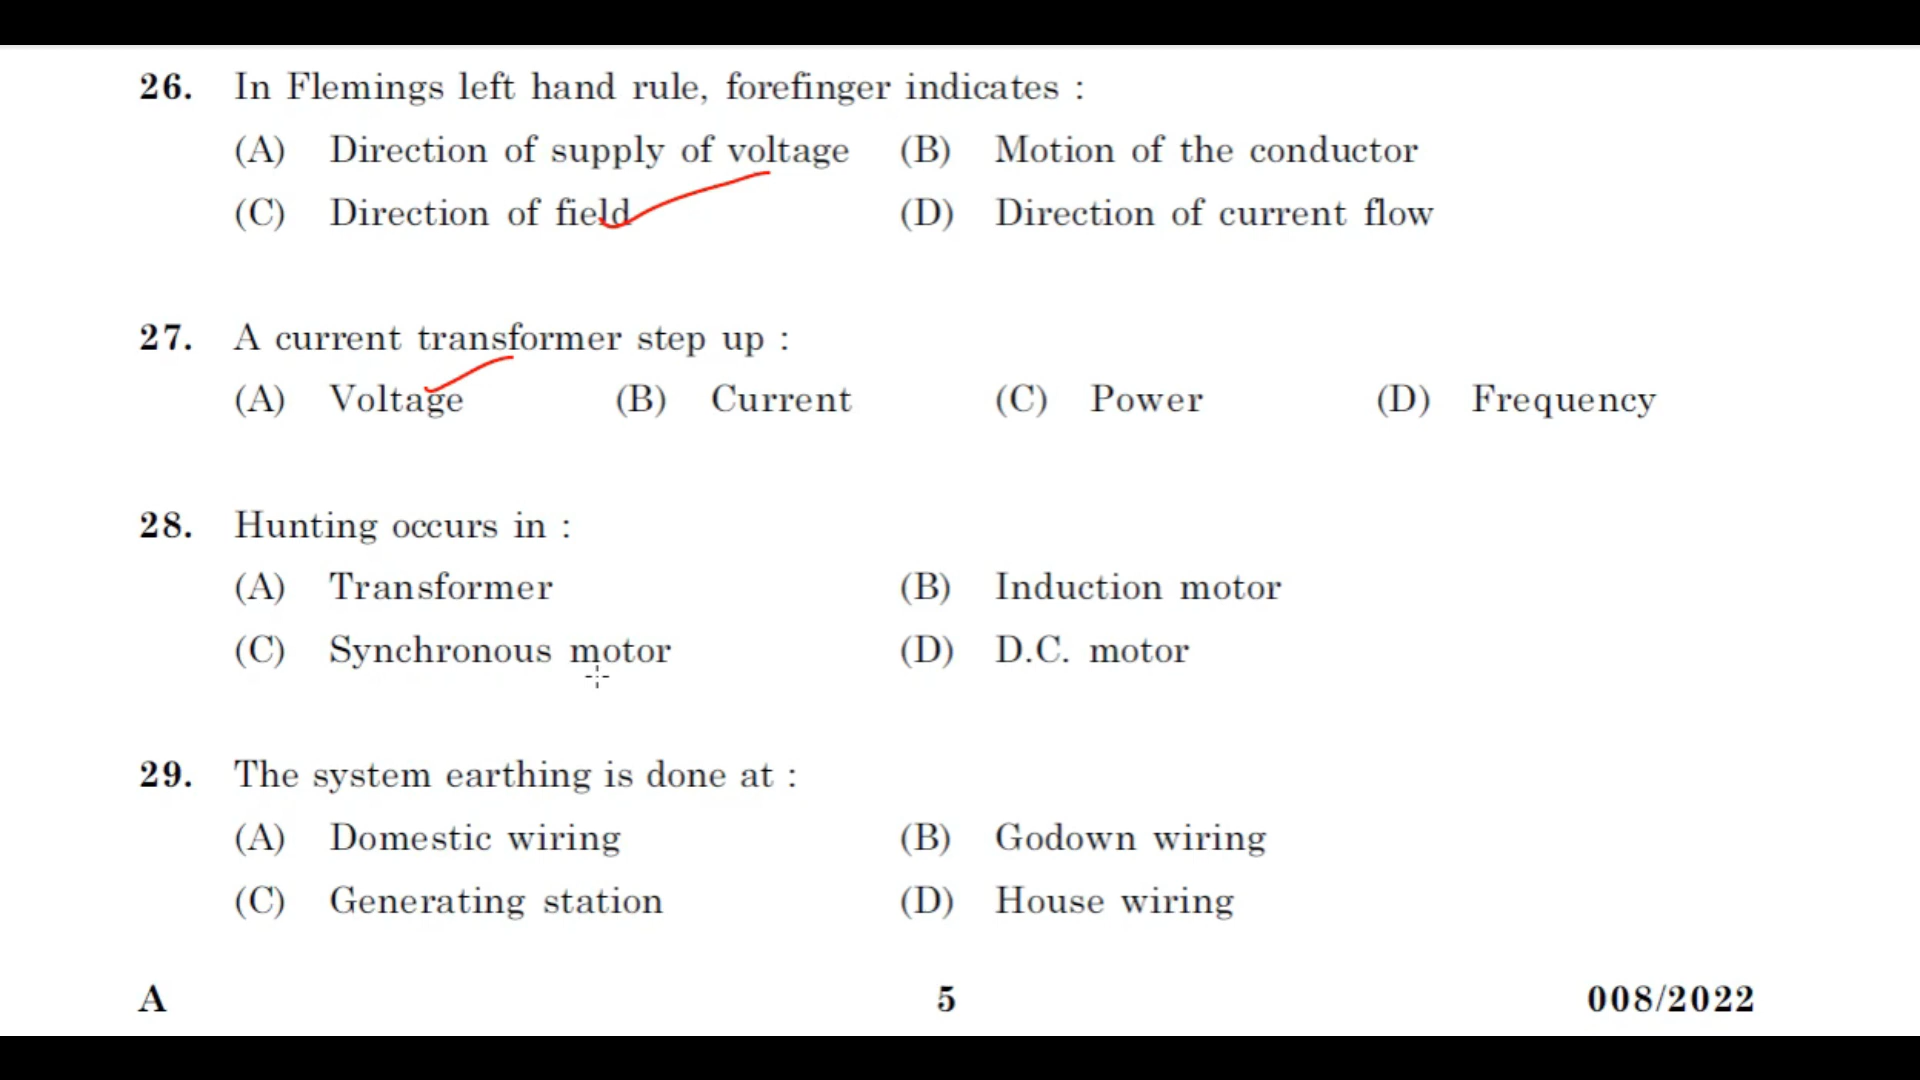 26. In Flemings left hand rule, forefinger indicates :
(A) Direction of supply of voltage (B) Motion of the conductor
(C) Direction of field (D) Direction of current flow
27. A current transformer step up :
(A) Voltage (B) Current (C) Power (D) Frequency
28. Hunting occurs in :
(A) Transformer (B) Induction motor
(C) Synchronous motor (D) D.C. motor
29. The system earthing is done at :
(A) Domestic wiring (B) Godown wiring
(C) Generating station (D) House wiring
A 5 008/2022